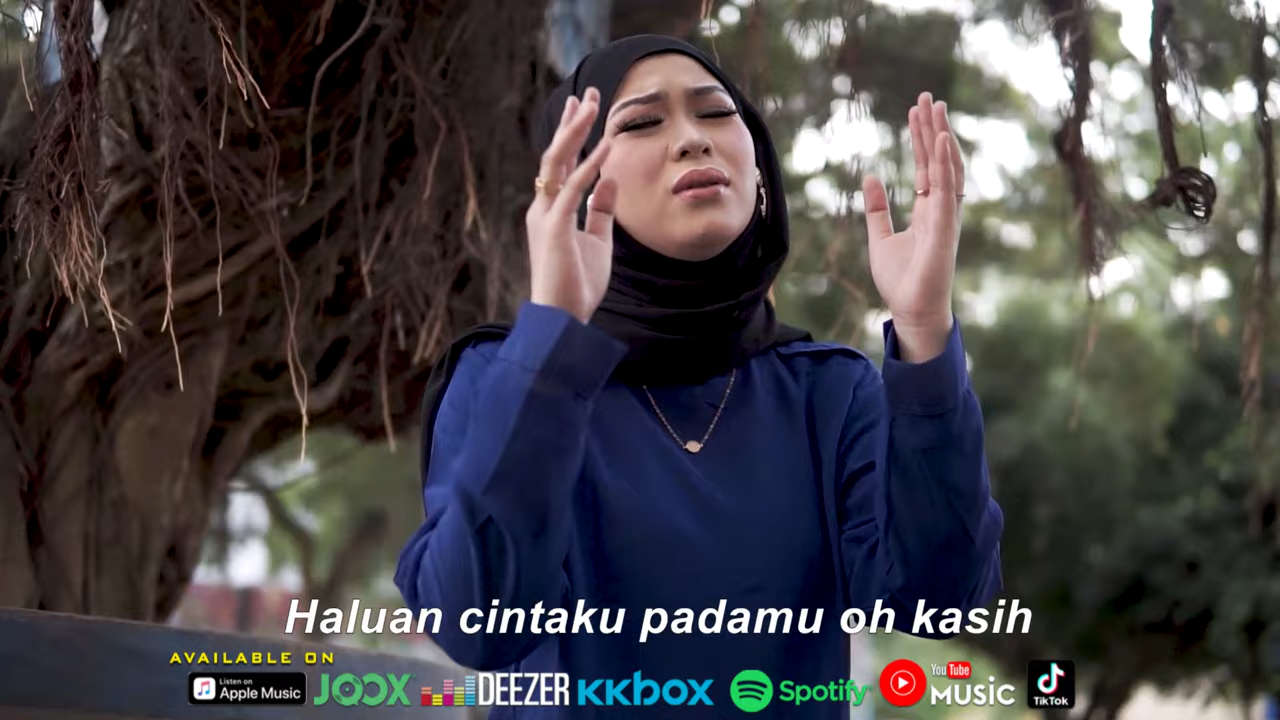 Haluan cintaku padamu oh kasih
AVAILABLE ON
Listen on
Apple Music
JOOX
DEEZER
KKBOX
Spotify
YouTube
MUSIC
TikTok